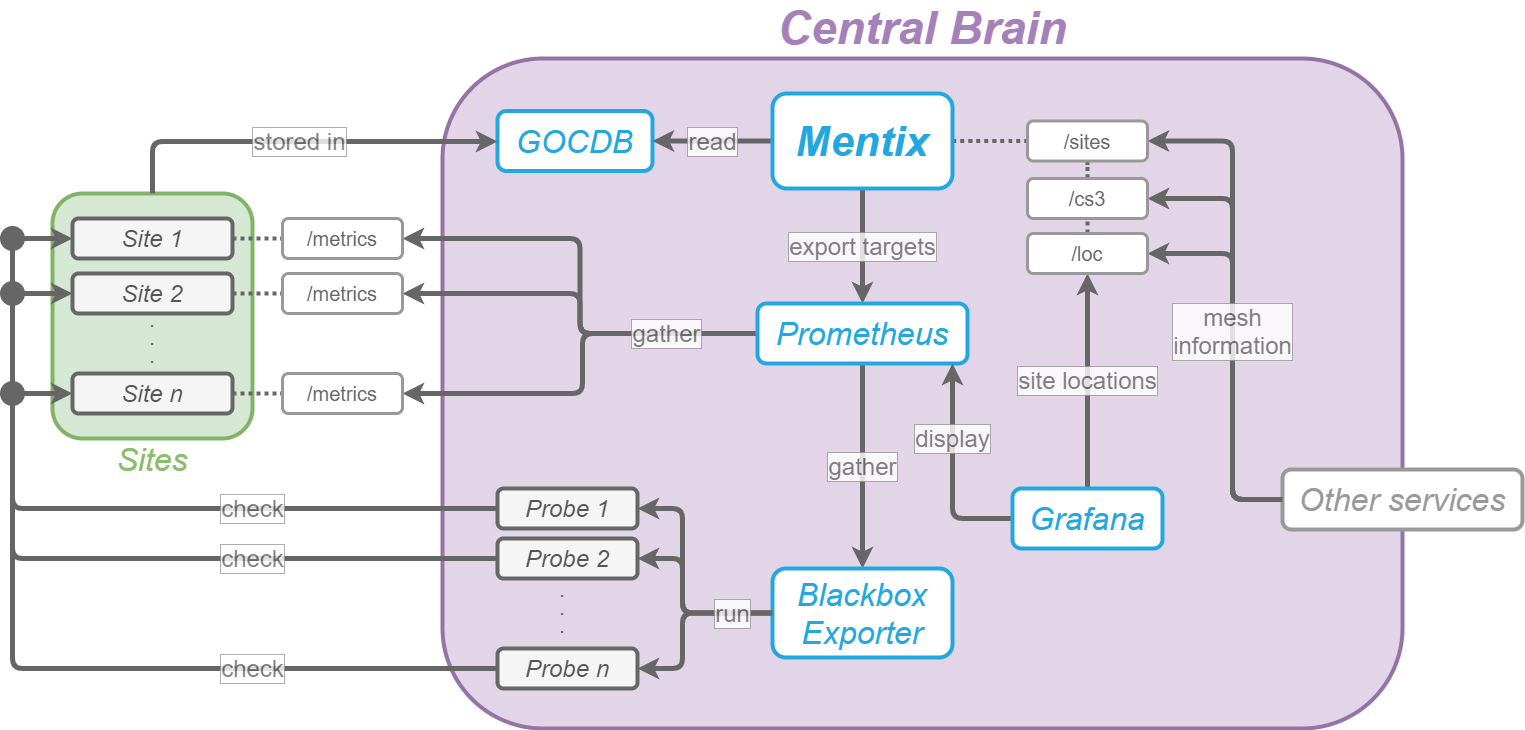 Central Brain
stored in
GOCDB
read
Mentix
/sites
/cs3
/loc
Site 1
/metrics
Site 2
/metrics
.
.
.
Site n
/metrics
Sites
export targets
gather
Prometheus
mesh
information
site locations
display
gather
Grafana
Other services
check
Probe 1
check
Probe 2
.
.
.
check
Probe n
run
Blackbox
Exporter